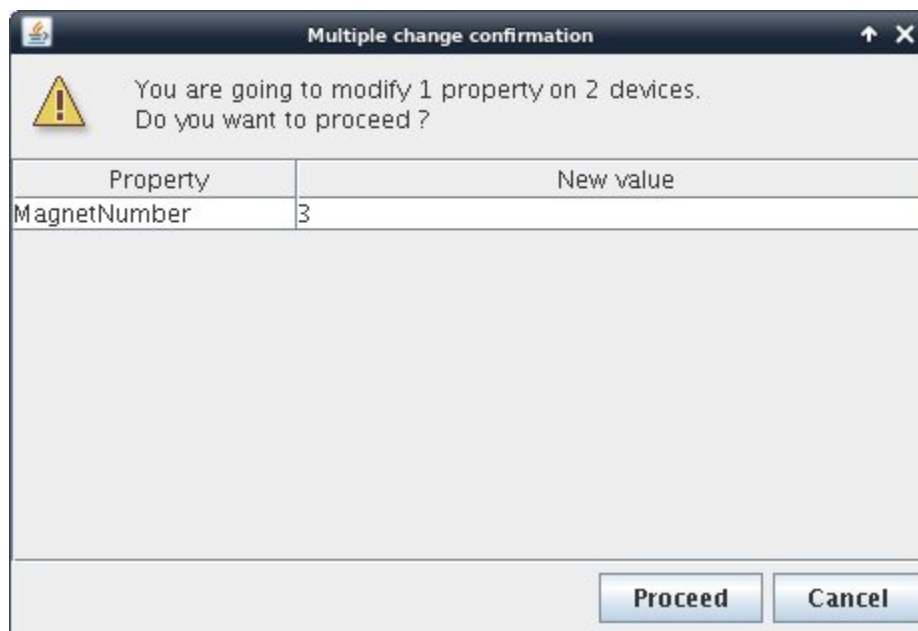 Multiple change confirmation
You are going to modify 1 property on 2 devices.
Do you want to proceed ?
Property New value
MagnetNumber 3
Proceed Cancel